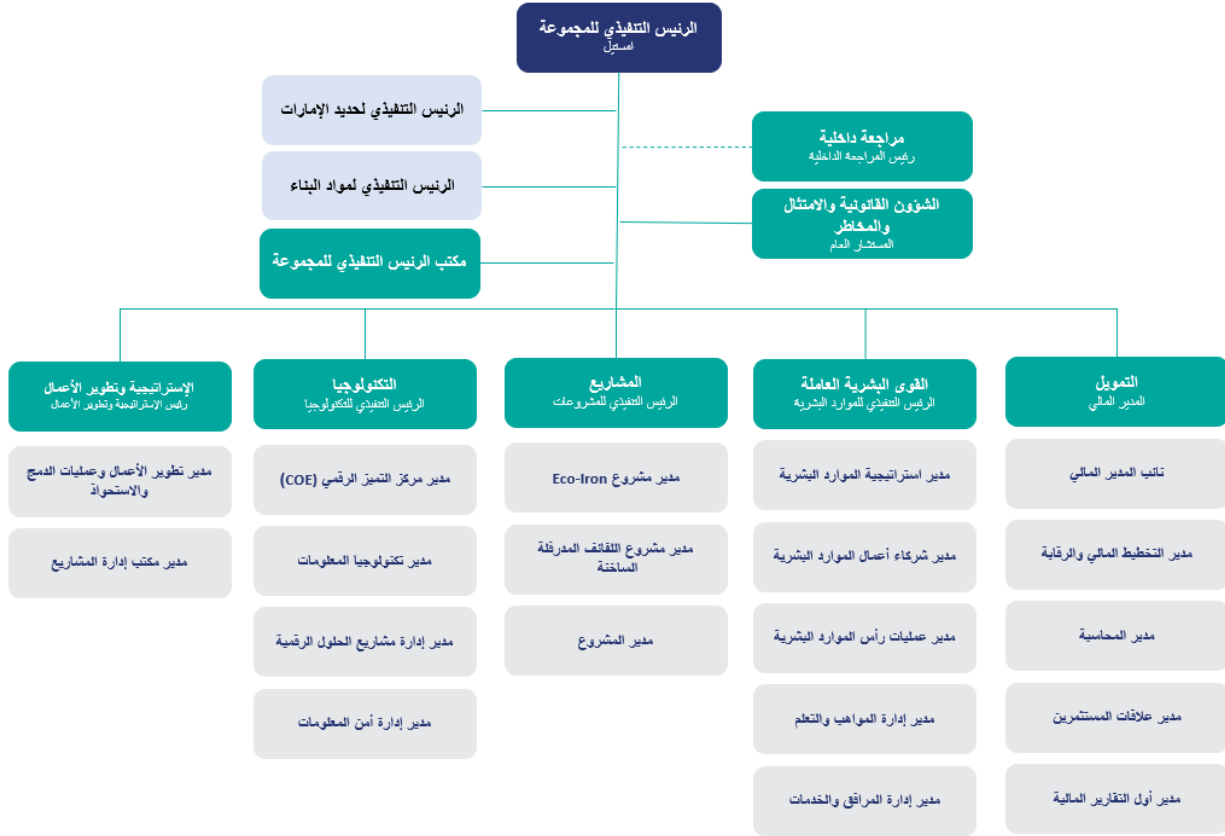 الرئيس التنفيذي للمجموعة
امستيل
الرئيس التنفيذي لحديد الإمارات
مراجعة داخلية
رئيس المراجعة الداخلية
الرئيس التنفيذي لمواد البناء
الشؤون القانونية والامتثال
والمخاطر
المستشار العام
مكتب الرئيس التنفيذي للمجموعة
التمويل
المدير المالي
نائب المدير المالي
مدير التخطيط المالي والرقابة
مدير المحاسبة
مدير علاقات المستثمرين
مدير أول التقارير المالية
القوى البشرية العاملة
الرئيس التنفيذي للموارد البشرية
مدير استراتيجية الموارد البشرية
مدير شركاء أعمال الموارد البشرية
مدير عمليات رأس الموارد البشرية
مدير إدارة المواهب والتعلم
مدير إدارة المرافق والخدمات
المشاريع
الرئيس التنفيذي للمشروعات
مدير مشروع Eco-Iron
مدير مشروع اللفائف المدرفلة
الساخنة
مدير المشروع
التكنولوجيا
الرئيس التنفيذي للتكنولوجيا
مدير مركز التميز الرقمي (COE)
مدير تكنولوجيا المعلومات
مدير إدارة مشاريع الحلول الرقمية
مدير إدارة أمن المعلومات
الإستراتيجية وتطوير الأعمال
رئيس الإستراتيجية وتطوير الأعمال
مدير تطوير الأعمال وعمليات الدمج
والاستحواذ
مدير مكتب إدارة المشاريع